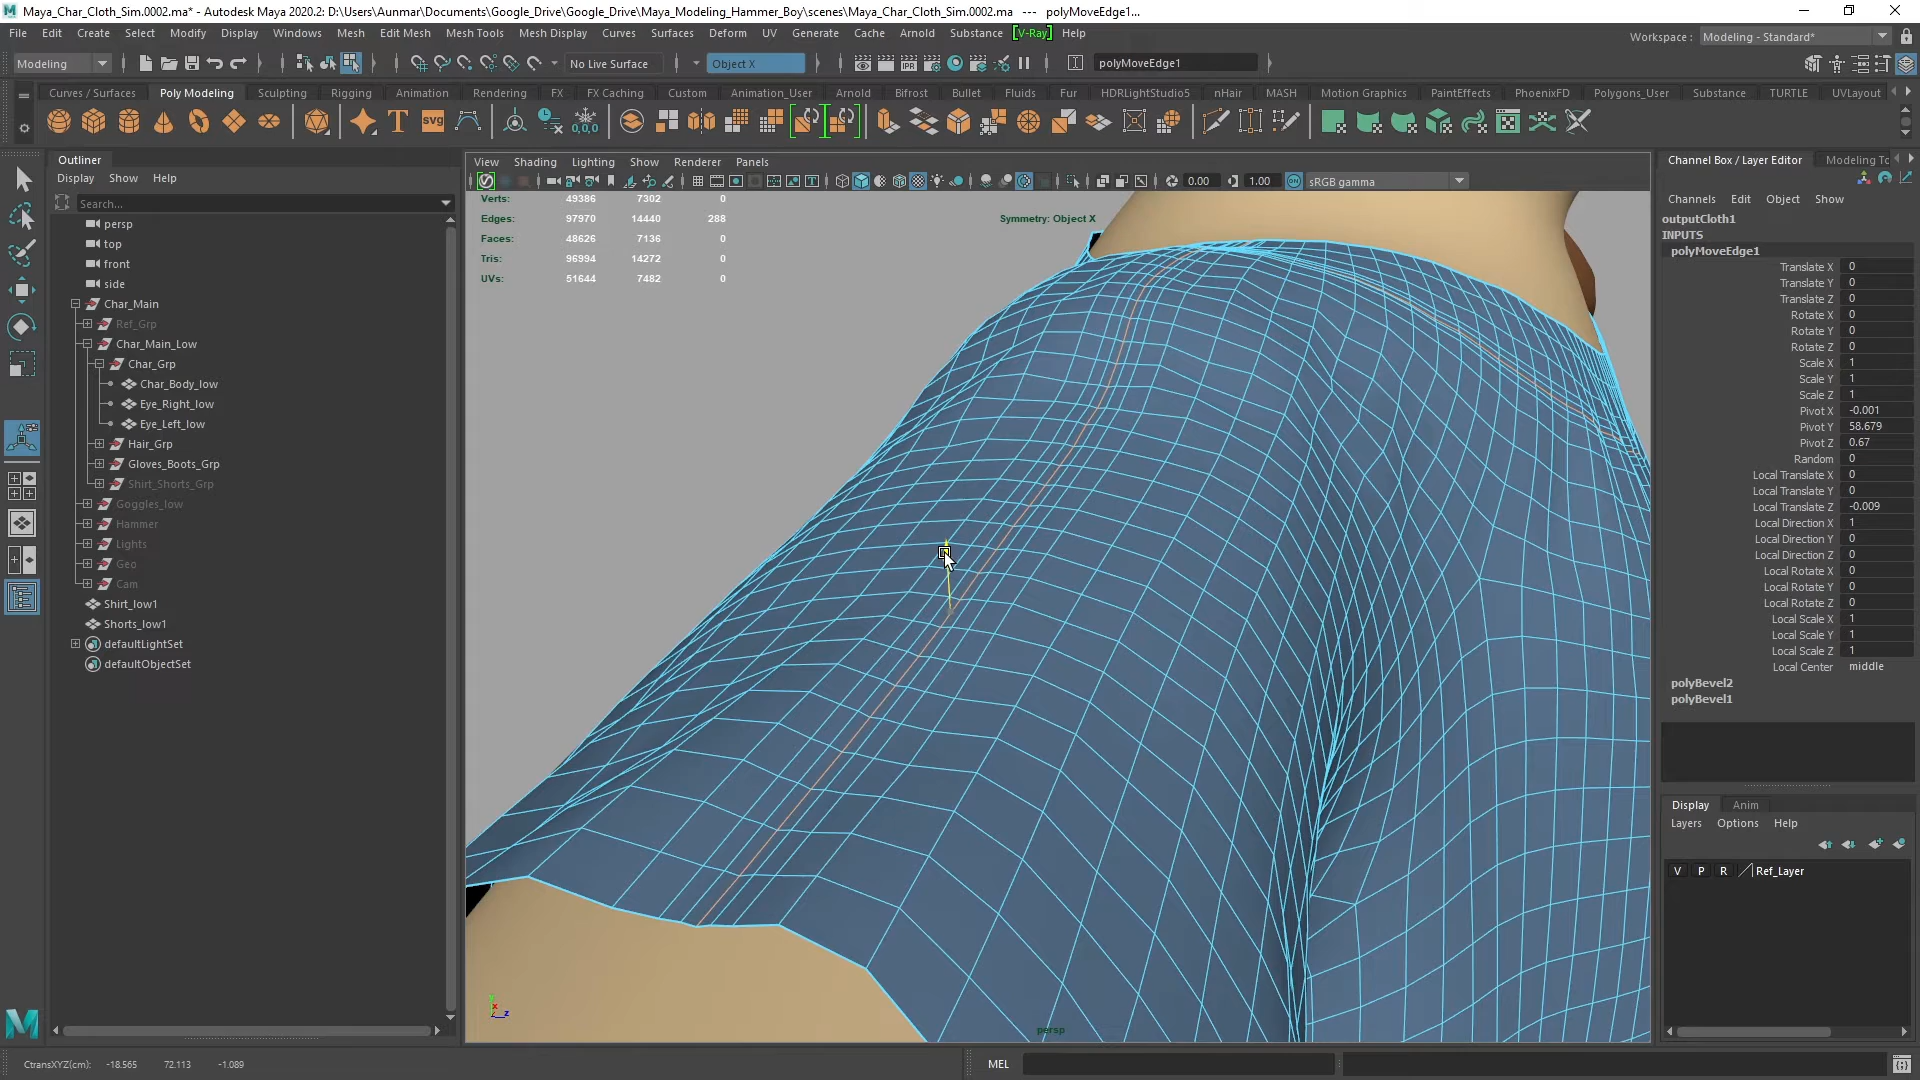 Maya_Char_Cloth_Sim.0002.ma* - Autodesk Maya 2020.2: D:\Users\Aunmar\Documents\Google_Drive\Google_Drive\Maya_Modeling_Hammer_Boy\scenes\Maya_Char_Cloth_Sim.0002.ma --- polyMoveEdge1...
File Edit Create Select Modify Display Windows Mesh Edit Mesh Mesh Tools Mesh Display Curves Surfaces Deform UV Generate Cache Arnold Substance [V-Ray] Help
Workspace : Modeling - Standard*
Modeling No Live Surface Object X polyMoveEdge1
Curves / Surfaces Poly Modeling Sculpting Rigging Animation Rendering FX FX Caching Custom Animation_User Arnold Bifrost Bullet Fluids Fur HDRLightStudio5 nHair MASH Motion Graphics PaintEffects PhoenixFD Polygons_User Substance TURTLE UVLayout
T SVG 0,0,0
Outliner
Display Show Help
Search...
persp
top
front
side
Char_Main
Ref_Grp
Char_Main_Low
Char_Grp
Char_Body_low
Eye_Right_low
Eye_Left_low
Hair_Grp
Gloves_Boots_Grp
Shirt_Shorts_Grp
Goggles_low
Hammer
Lights
Geo
Cam
Shirt_low1
Shorts_low1
defaultLightSet
defaultObjectSet
View Shading Lighting Show Renderer Panels
0.00 1.00 sRGB gamma
Verts: 49386 7302 0
Edges: 97970 14440 288
Faces: 48626 7136 0
Tris: 96994 14272 0
UVs: 51644 7482 0
Symmetry: Object X
persp
Channel Box / Layer Editor Modeling To
Channels Edit Object Show
outputCloth1
INPUTS
polyMoveEdge1
Translate X 0
Translate Y 0
Translate Z 0
Rotate X 0
Rotate Y 0
Rotate Z 0
Scale X 1
Scale Y 1
Scale Z 1
Pivot X -0.001
Pivot Y 58.679
Pivot Z 0.67
Random 0
Local Translate X 0
Local Translate Y 0
Local Translate Z -0.009
Local Direction X 1
Local Direction Y 0
Local Direction Z 0
Local Rotate X 0
Local Rotate Y 0
Local Rotate Z 0
Local Scale X 1
Local Scale Y 1
Local Scale Z 1
Local Center middle
polyBevel2
polyBevel1
Display Anim
Layers Options Help
V P R Ref_Layer
CtransXYZ(cm): -18.565 72.113 -1.089
MEL